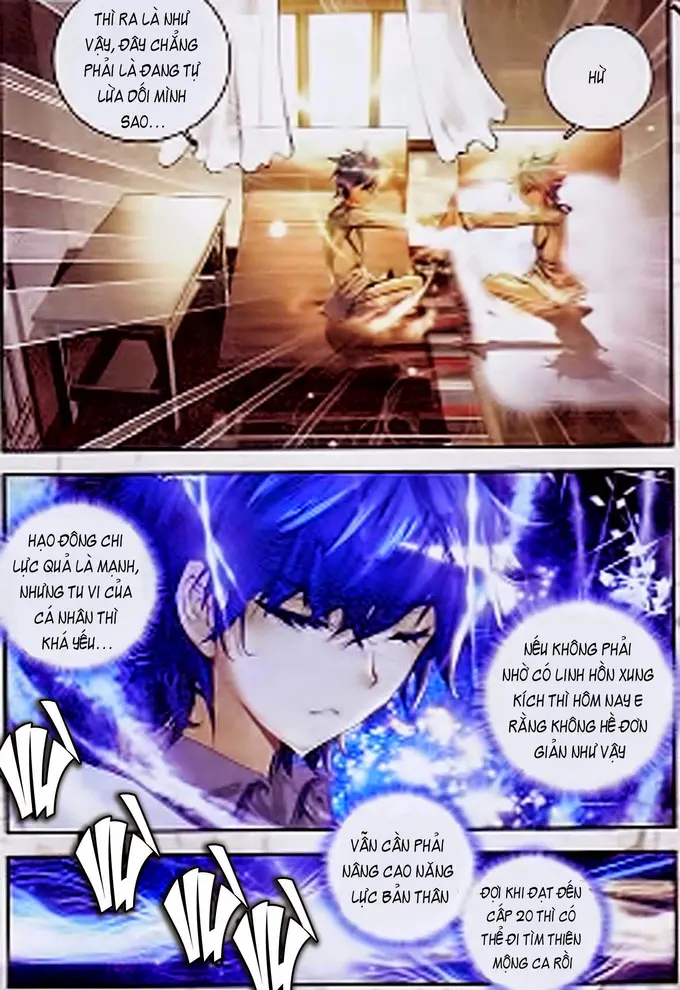 THÌ RA LÀ NHƯ
VẬY, ĐÂY CHẲNG
PHẢI LÀ ĐANG TỰ
LỪA DỐI MÌNH
SAO...
HỪ
HẠO ĐÔNG CHI
LỰC QUẢ LÀ MẠNH,
NHƯNG TU VI CỦA
CÁ NHÂN THÌ
KHÁ YẾU...
NẾU KHÔNG PHẢI
NHỜ CÓ LINH HỒN XUNG
KÍCH THÌ HÔM NAY E
RẰNG KHÔNG HỀ ĐƠN
GIẢN NHƯ VẬY
VÙ
VÙ
VÙ
VÙ
VÙ
VẪN CẦN PHẢI
NÂNG CAO NĂNG
LỰC BẢN THÂN
ĐỢI KHI ĐẠT ĐẾN
CẤP 20 THÌ CÓ
THỂ ĐI TÌM THIÊN
MỘNG CA RỒI